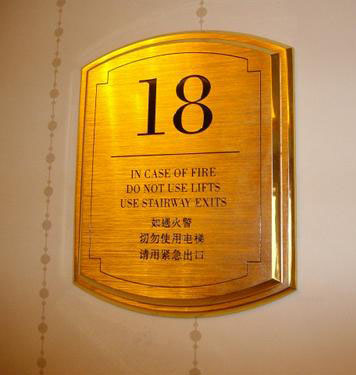 18
IN CASE OF FIRE
DO NOT USE LIFTS
USE STAIRWAY EXITS
如遇火警
切勿使用电梯
请用紧急出口